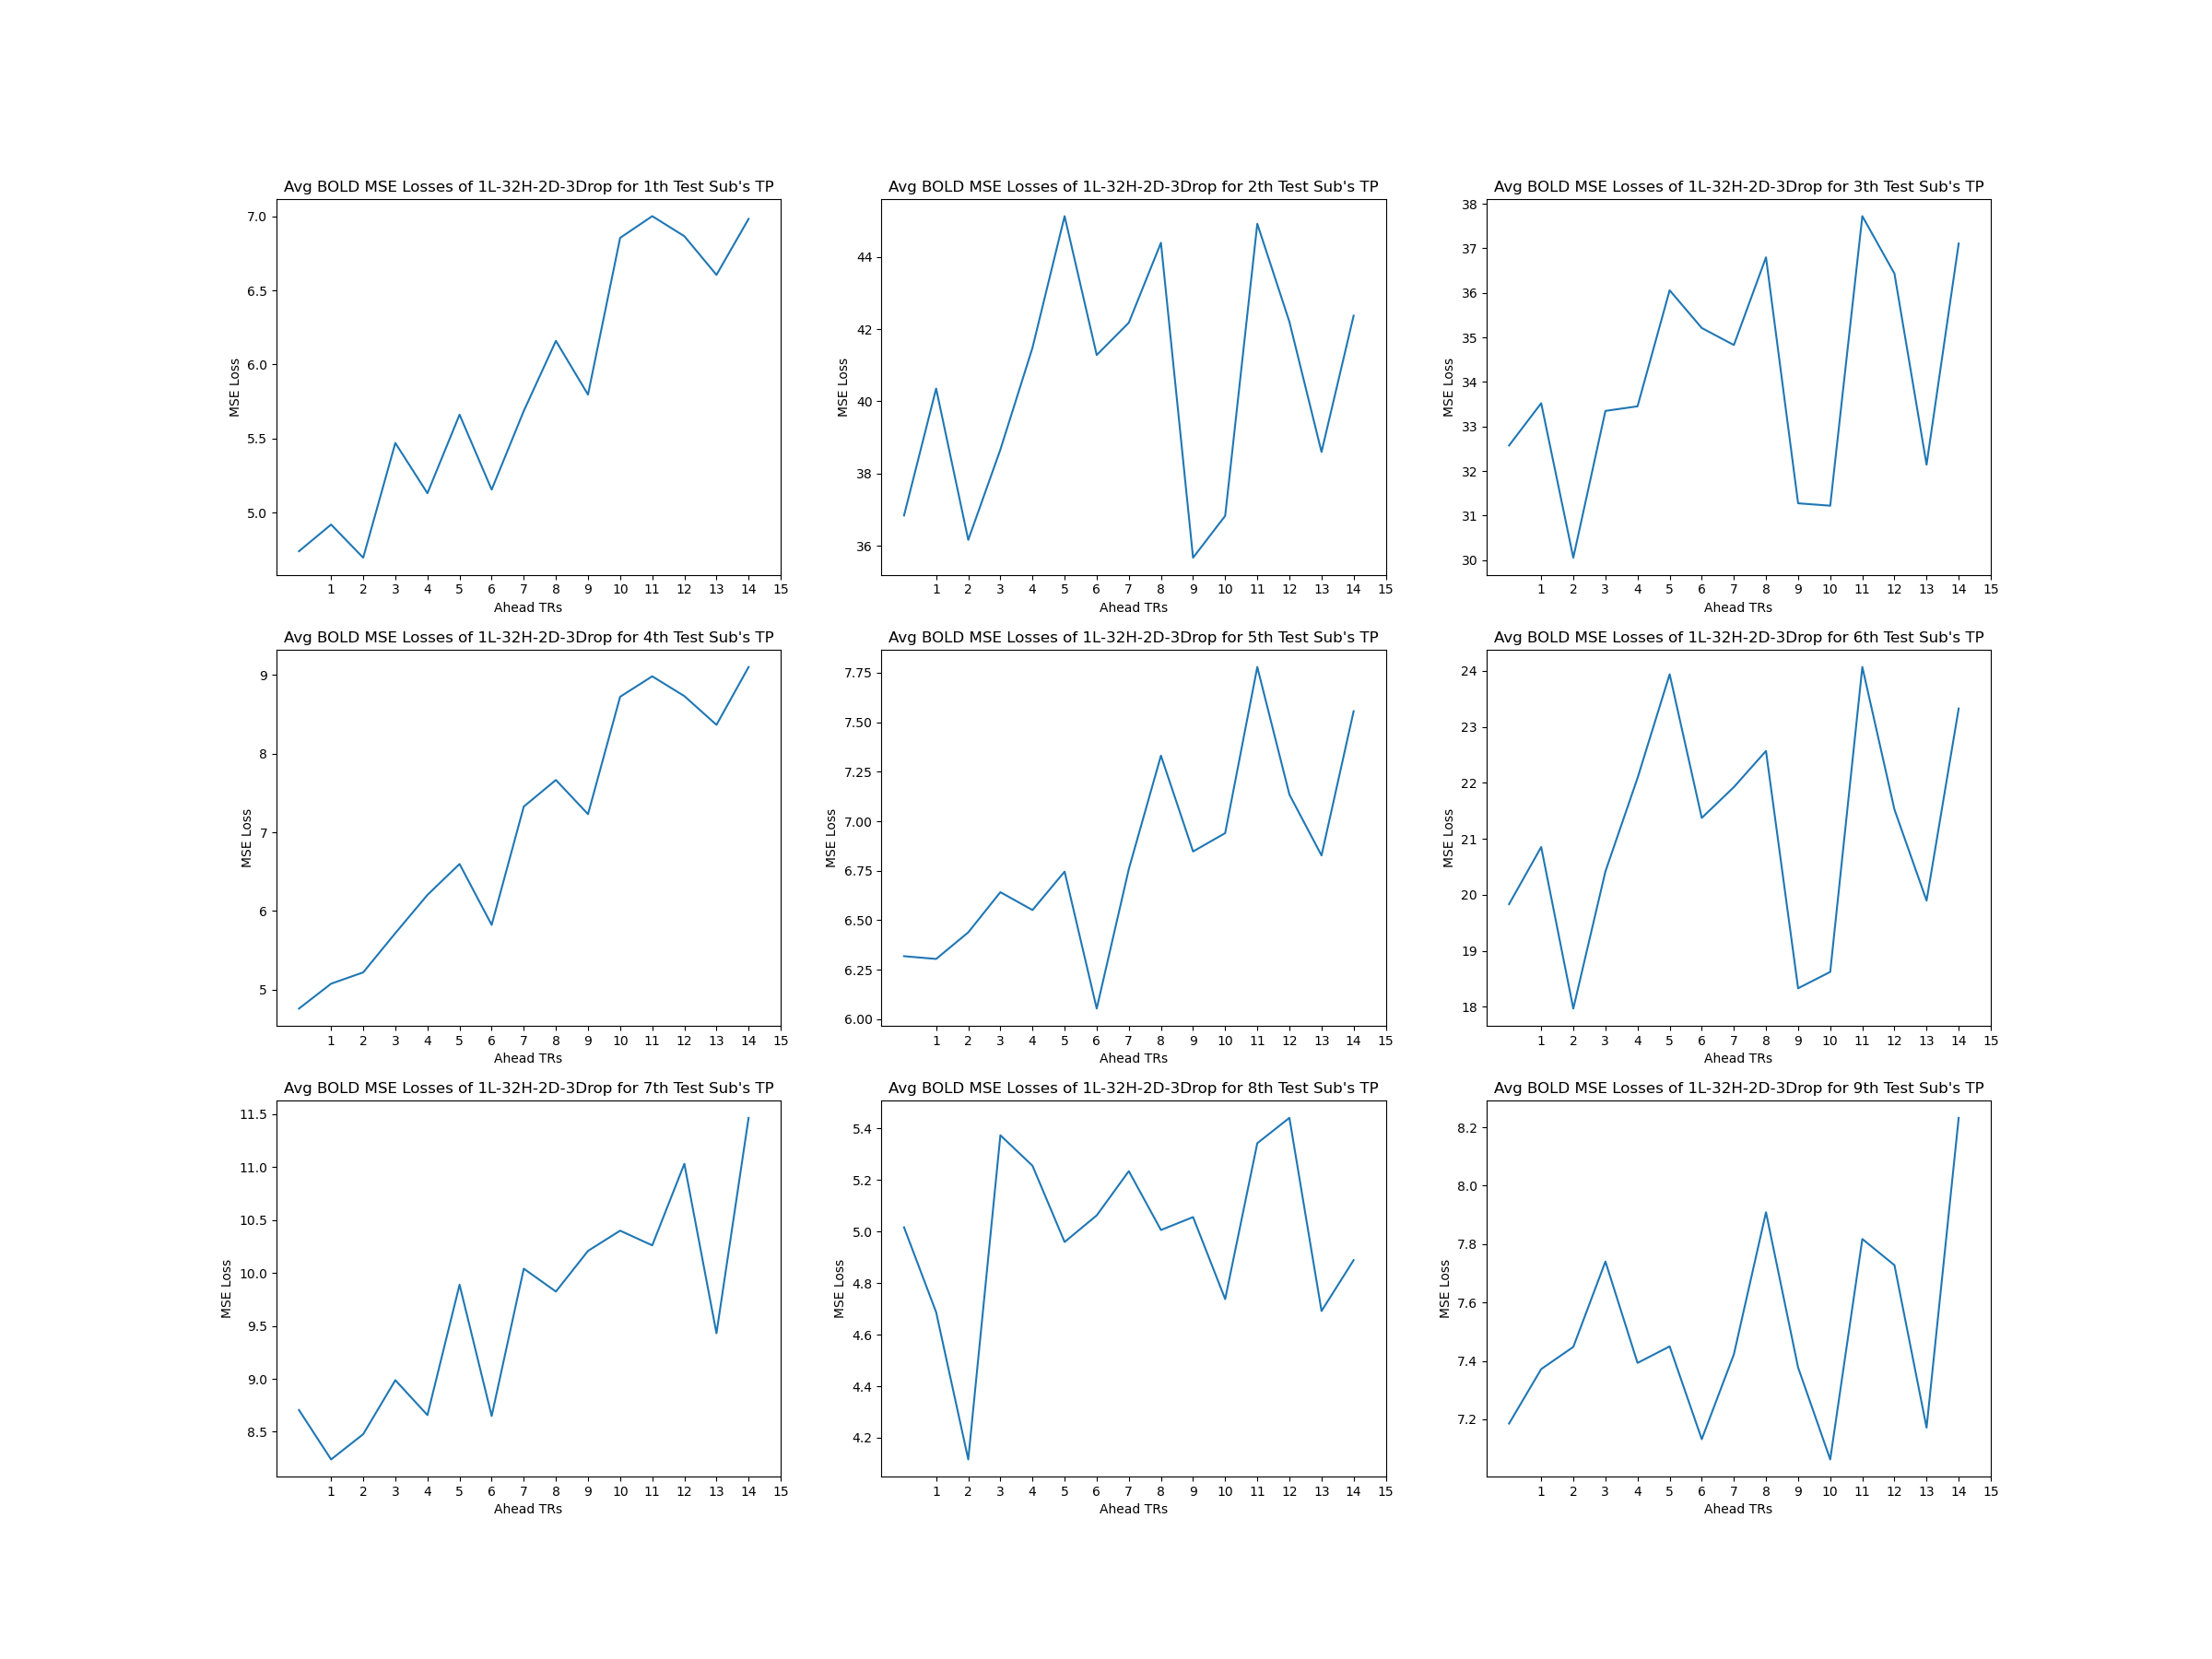 Avg BOLD MSE Losses of 1L-32H-2D-3Drop for 1th Test Sub's TP
MSE Loss
7.0
6.5
6.0
5.5
5.0
1 2 3 4 5 6 7 8 9 10 11 12 13 14 15
Ahead TRs
Avg BOLD MSE Losses of 1L-32H-2D-3Drop for 2th Test Sub's TP
MSE Loss
44
42
40
38
36
1 2 3 4 5 6 7 8 9 10 11 12 13 14 15
Ahead TRs
Avg BOLD MSE Losses of 1L-32H-2D-3Drop for 3th Test Sub's TP
MSE Loss
38
37
36
35
34
33
32
31
30
1 2 3 4 5 6 7 8 9 10 11 12 13 14 15
Ahead TRs
Avg BOLD MSE Losses of 1L-32H-2D-3Drop for 4th Test Sub's TP
MSE Loss
9
8
7
6
5
1 2 3 4 5 6 7 8 9 10 11 12 13 14 15
Ahead TRs
Avg BOLD MSE Losses of 1L-32H-2D-3Drop for 5th Test Sub's TP
MSE Loss
7.75
7.50
7.25
7.00
6.75
6.50
6.25
6.00
1 2 3 4 5 6 7 8 9 10 11 12 13 14 15
Ahead TRs
Avg BOLD MSE Losses of 1L-32H-2D-3Drop for 6th Test Sub's TP
MSE Loss
24
23
22
21
20
19
18
1 2 3 4 5 6 7 8 9 10 11 12 13 14 15
Ahead TRs
Avg BOLD MSE Losses of 1L-32H-2D-3Drop for 7th Test Sub's TP
MSE Loss
11.5
11.0
10.5
10.0
9.5
9.0
8.5
1 2 3 4 5 6 7 8 9 10 11 12 13 14 15
Ahead TRs
Avg BOLD MSE Losses of 1L-32H-2D-3Drop for 8th Test Sub's TP
MSE Loss
5.4
5.2
5.0
4.8
4.6
4.4
4.2
1 2 3 4 5 6 7 8 9 10 11 12 13 14 15
Ahead TRs
Avg BOLD MSE Losses of 1L-32H-2D-3Drop for 9th Test Sub's TP
MSE Loss
8.2
8.0
7.8
7.6
7.4
7.2
1 2 3 4 5 6 7 8 9 10 11 12 13 14 15
Ahead TRs